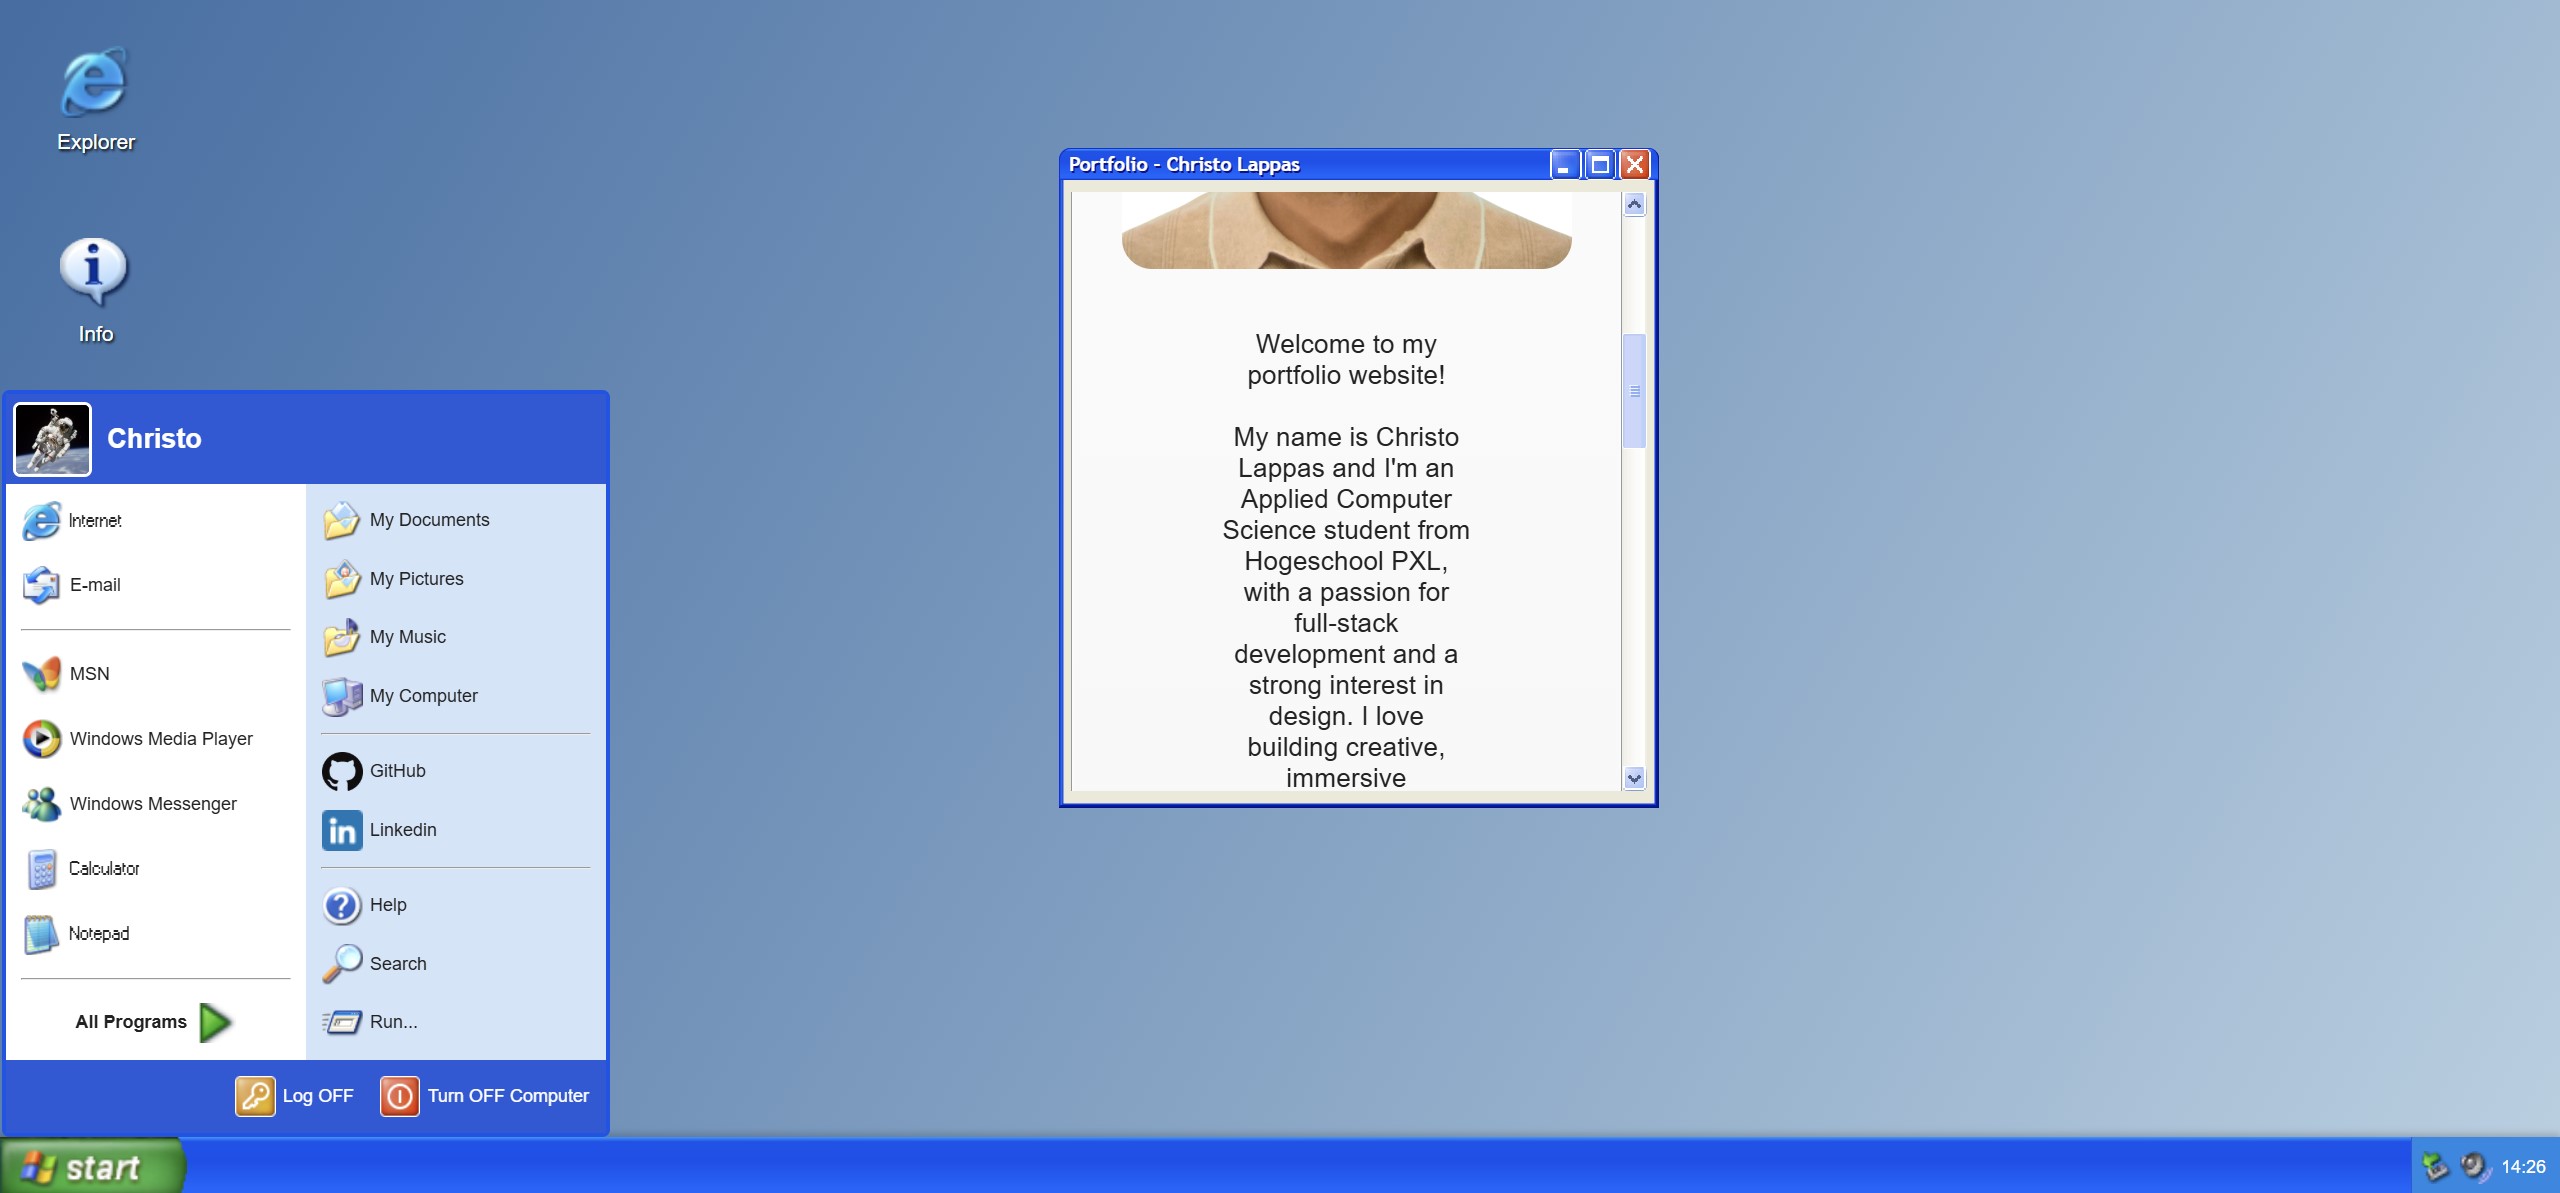 Explorer
Info
Portfolio - Christo Lappas
Welcome to my
portfolio website!
My name is Christo
Lappas and I'm an
Applied Computer
Science student from
Hogeschool PXL,
with a passion for
full-stack
development and a
strong interest in
design. I love
building creative,
immersive
Christo
Internet
E-mail
MSN
Windows Media Player
Windows Messenger
Calculator
Notepad
All Programs
My Documents
My Pictures
My Music
My Computer
GitHub
in Linkedin
Help
Search
Run...
Log OFF
Turn OFF Computer
start
14:26